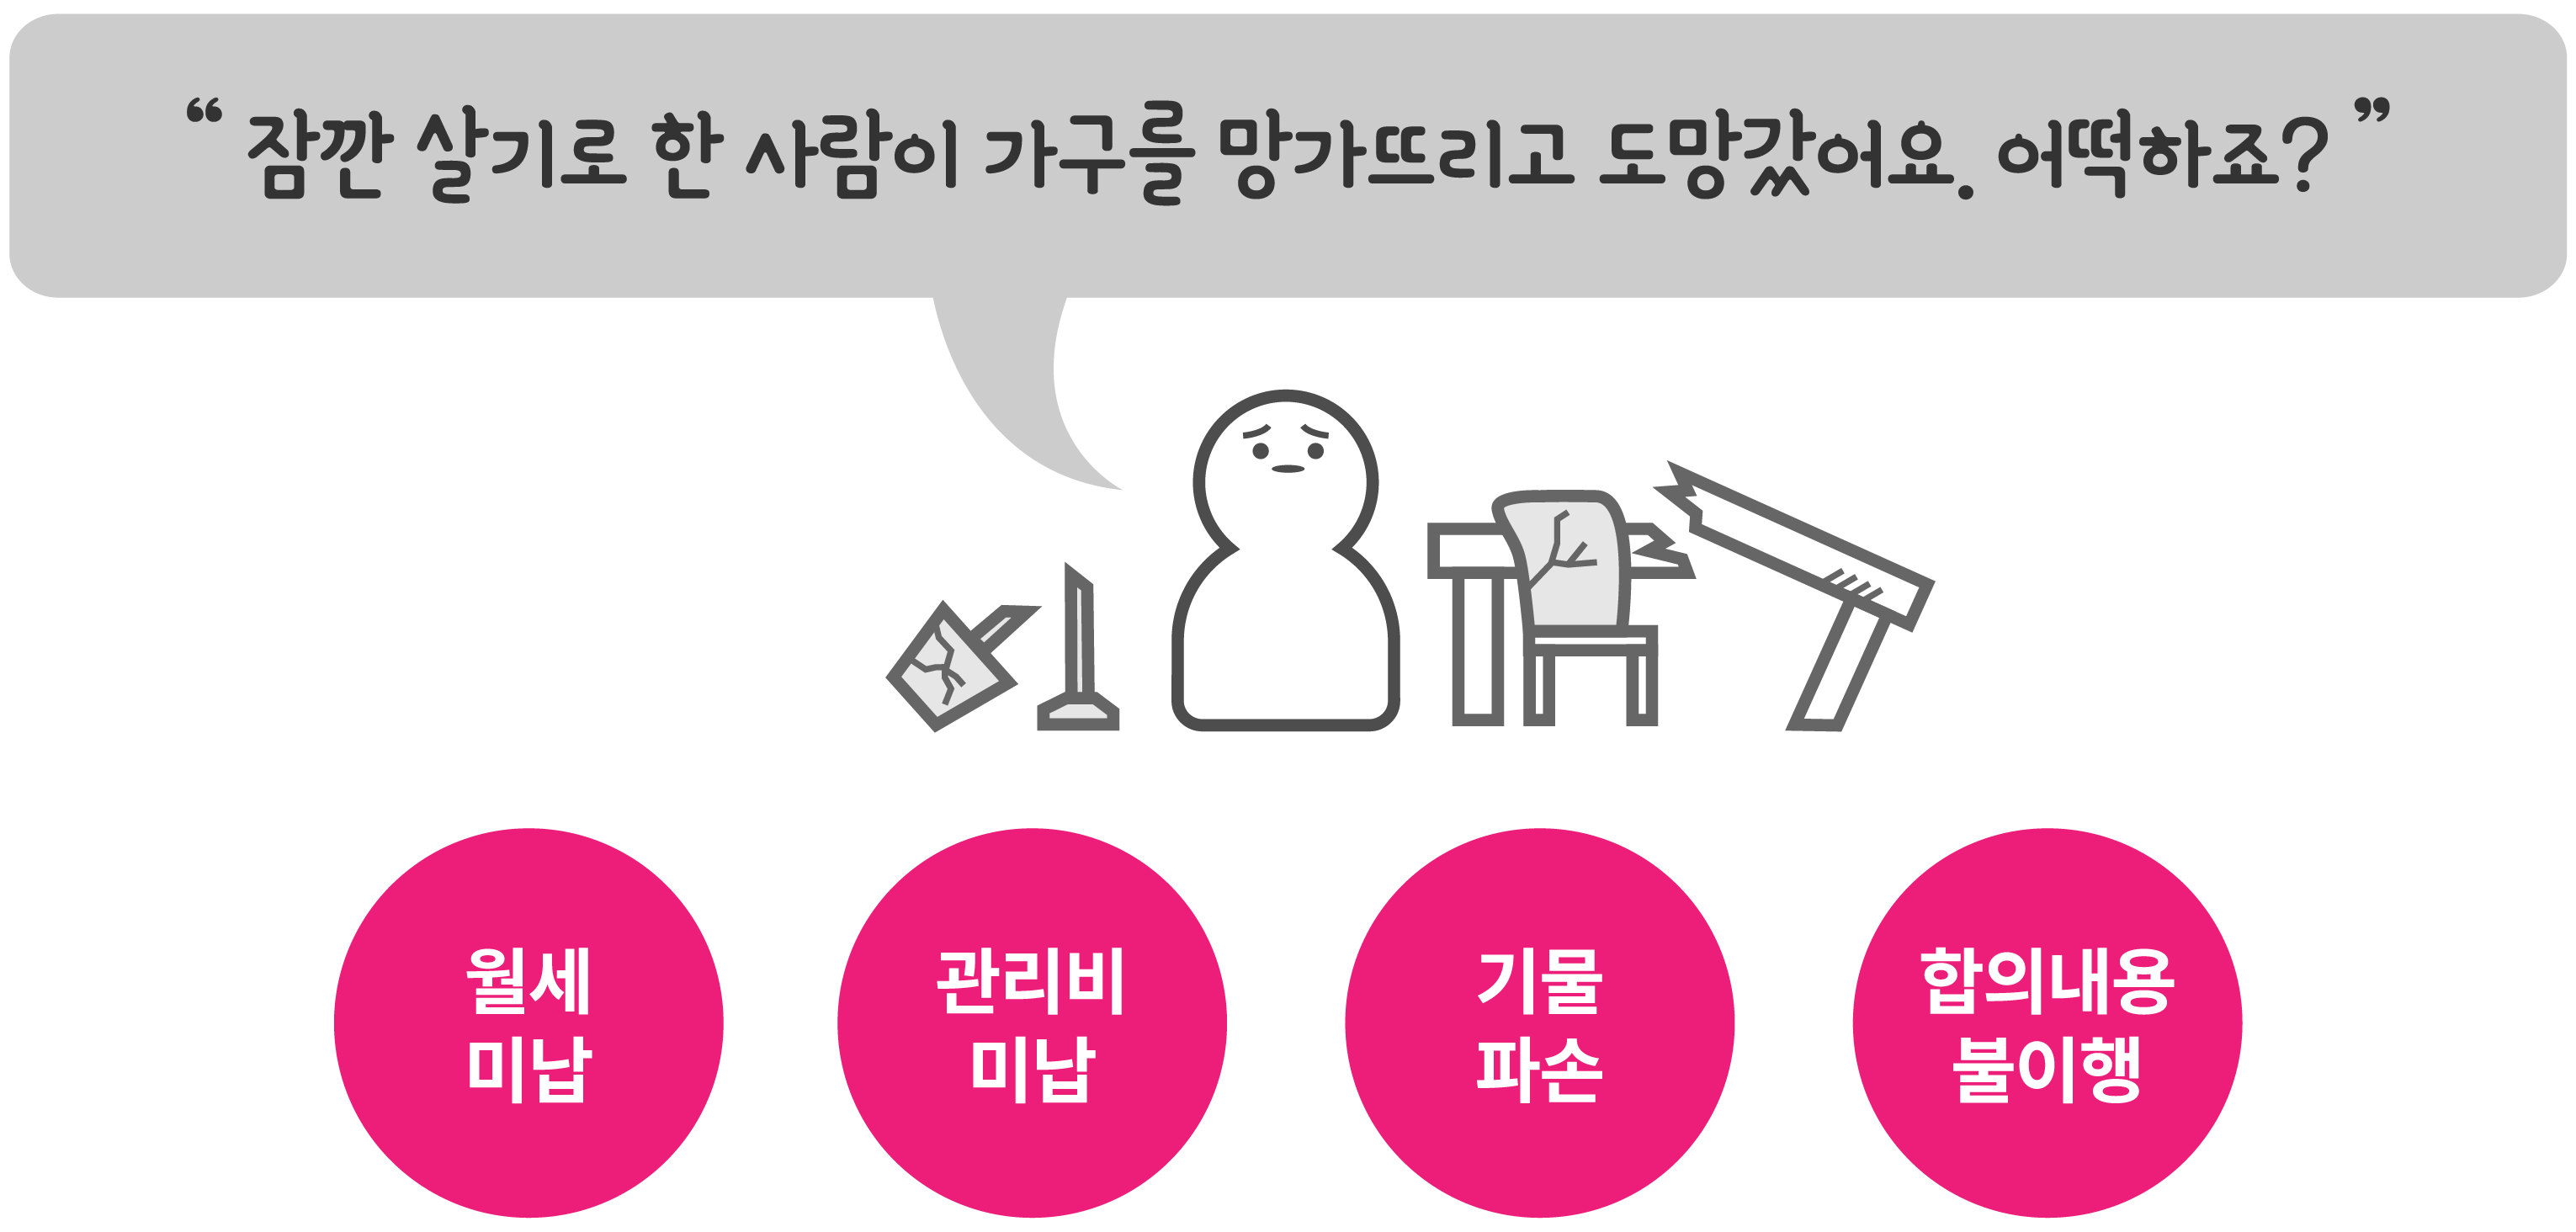 “ 잠깐 살기로 한 사람이 가구를 망가뜨리고 도망갔어요. 어떡하죠? ”
월세
미납
관리비
미납
기물
파손
합의내용
불이행